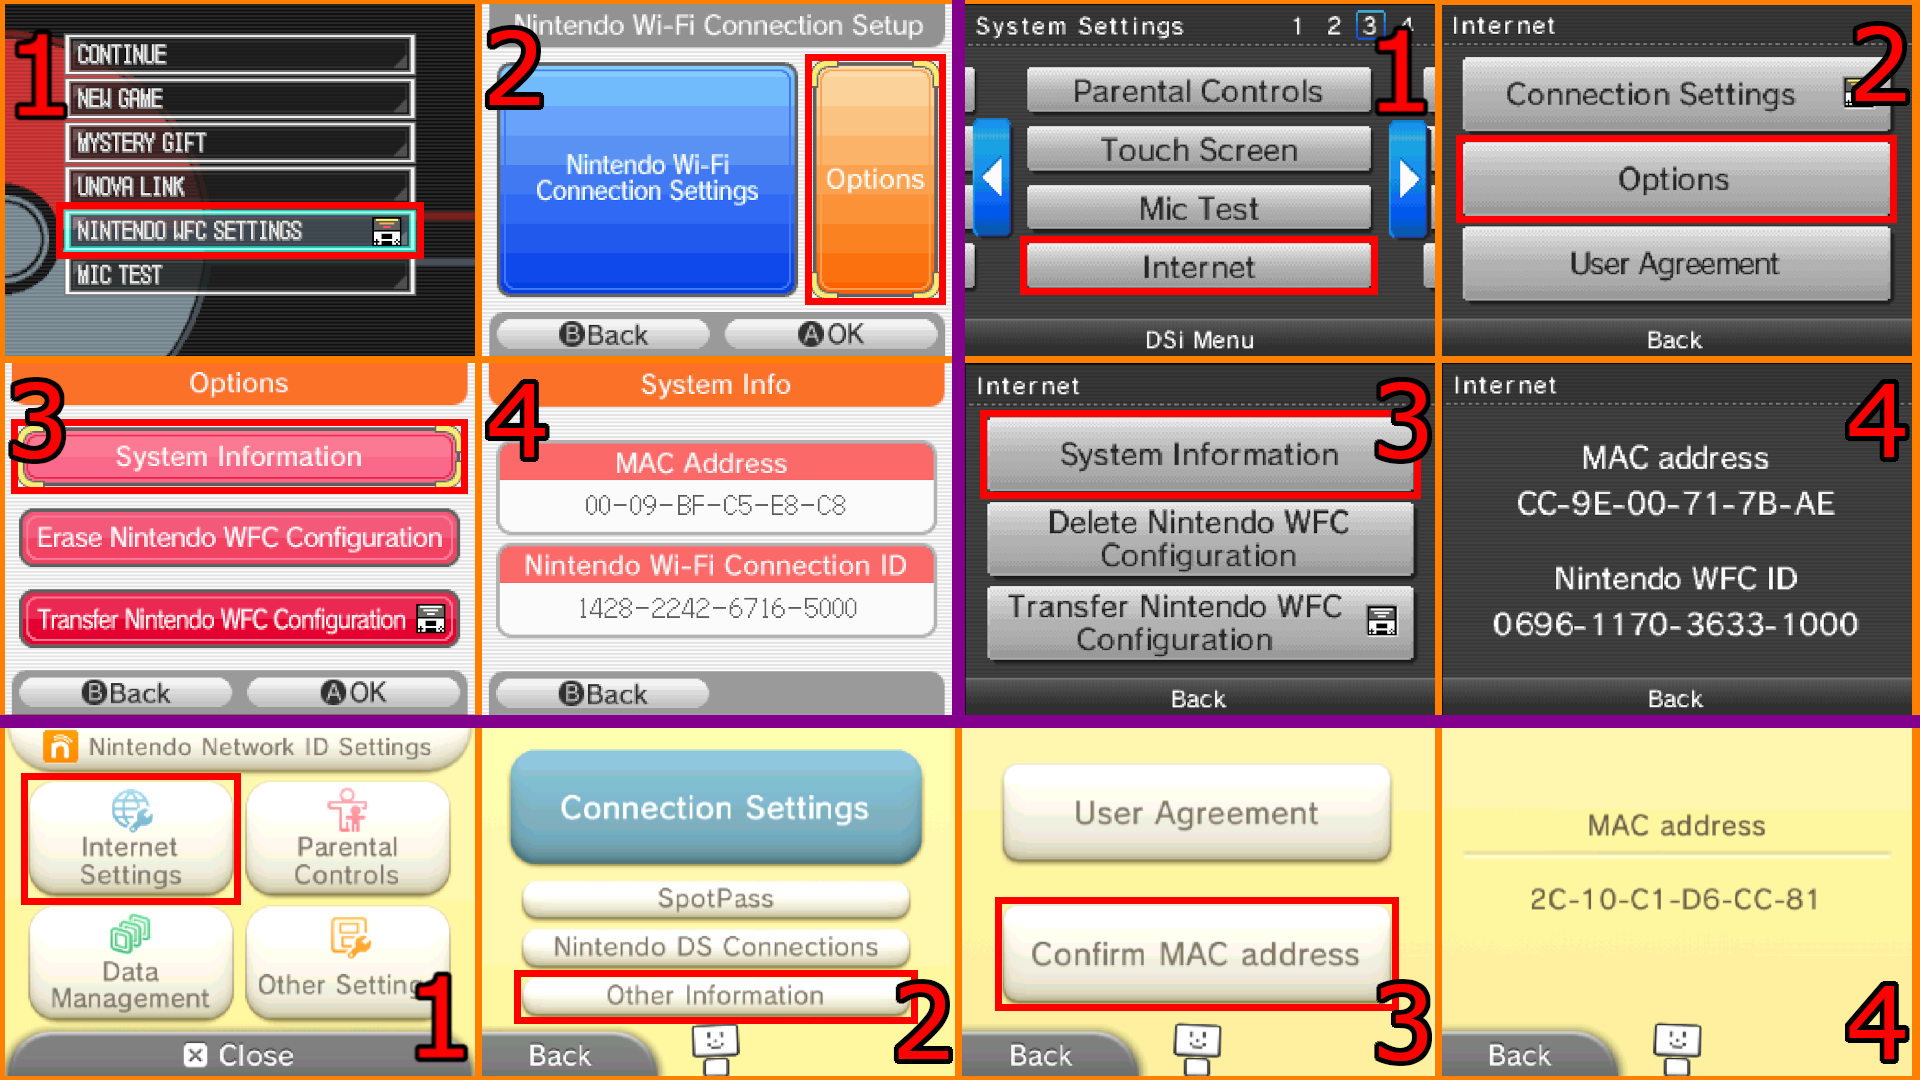 1
CONTINUE
NEW GAME
MYSTERY GIFT
UNOVA LINK
NINTENDO WFC SETTINGS
MIC TEST
2
Nintendo Wi-Fi Connection Setup
Nintendo Wi-Fi
Connection Settings
Options
B Back
A OK
3
Options
System Information
Erase Nintendo WFC Configuration
Transfer Nintendo WFC Configuration
B Back
A OK
4
System Info
MAC Address
00-09-BF-C5-E8-C8
Nintendo Wi-Fi Connection ID
1428-2242-6716-5000
B Back
1
System Settings 1 2 3 4
Parental Controls
Touch Screen
Mic Test
Internet
DSi Menu
2
Internet
Connection Settings
Options
User Agreement
Back
3
Internet
System Information
Delete Nintendo WFC
Configuration
Transfer Nintendo WFC
Configuration
Back
4
Internet
MAC address
CC-9E-00-71-7B-AE
Nintendo WFC ID
0696-1170-3633-1000
Back
Nintendo Network ID Settings
Internet
Settings
Parental
Controls
Data
Management
Other Setting
1
X Close
Connection Settings
SpotPass
Nintendo DS Connections
Other Information
2
Back
User Agreement
Confirm MAC address
3
Back
MAC address
2C-10-C1-D6-CC-81
4
Back